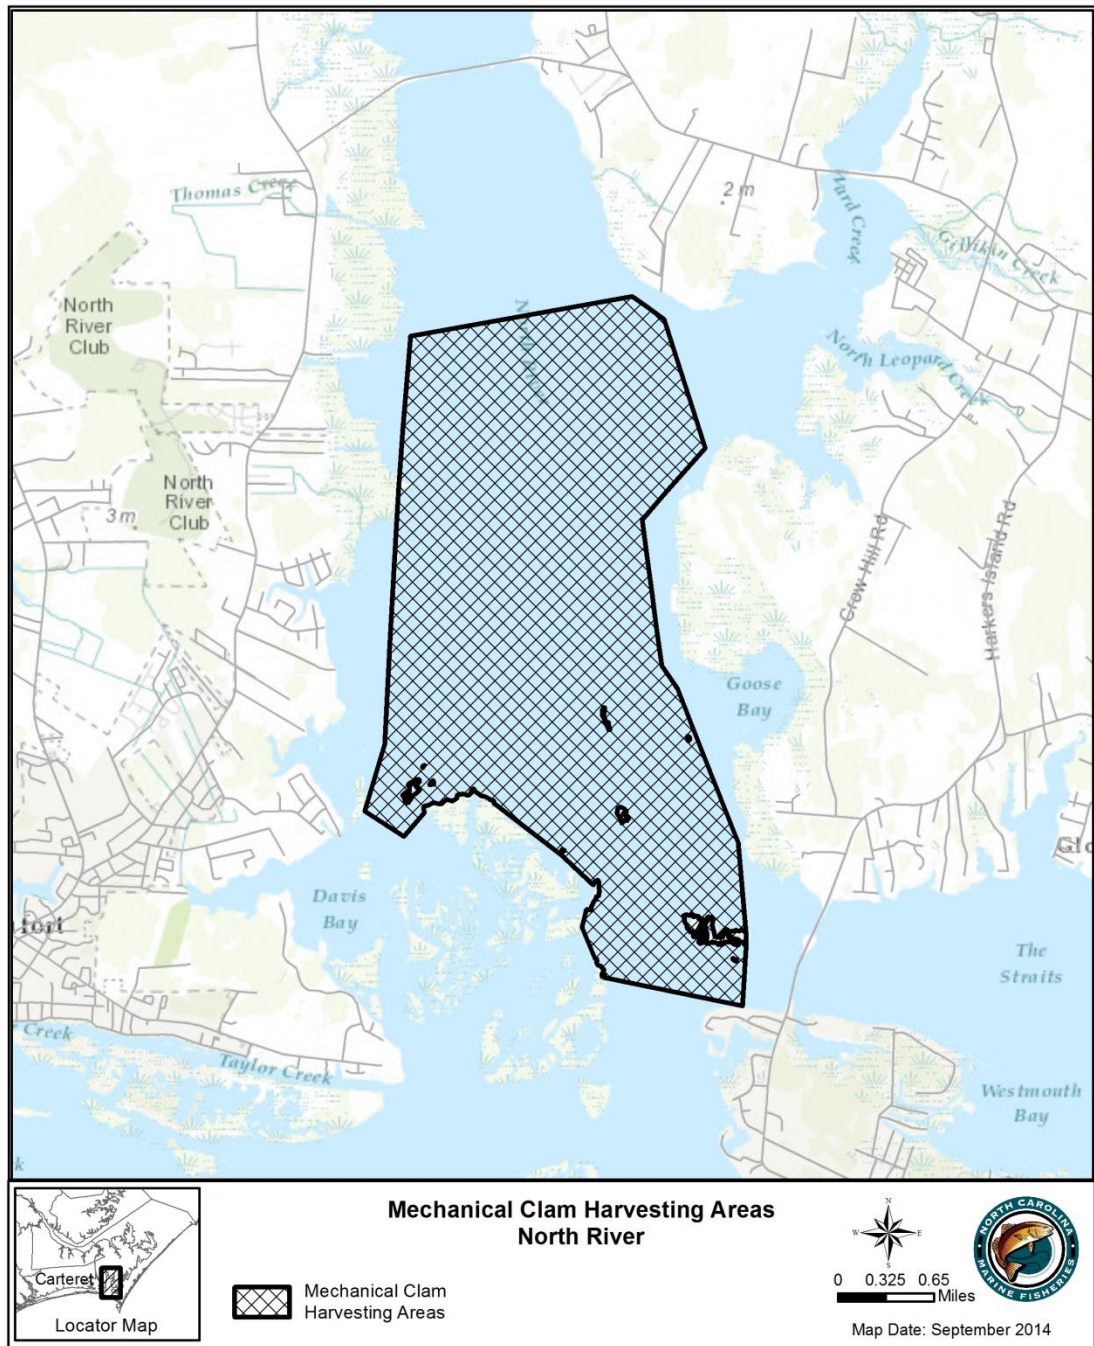 Thomas Creek
2 m
Ward Creek
Gillikin Creek
North
River
Club
North River
North Leopard Creek
North
River
Club
3 m
Crow Hill Rd
Harkers Island Rd
Goose
Bay
Davis
Bay
The
Straits
Creek
Taylor Creek
Westmouth
Bay
Mechanical Clam Harvesting Areas
North River
Carteret
Locator Map
Mechanical Clam
Harvesting Areas
N
W
E
S
0 0.325 0.65
Miles
NORTH CAROLINA
MARINE FISHERIES
Map Date: September 2014